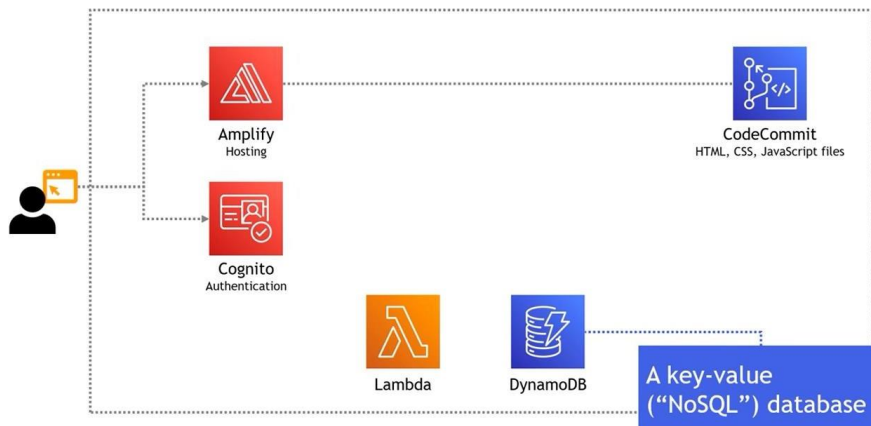 Amplify
Hosting
CodeCommit
HTML, CSS, JavaScript files
</>
Cognito
Authentication
Lambda
DynamoDB
A key-value
(“NoSQL”) database